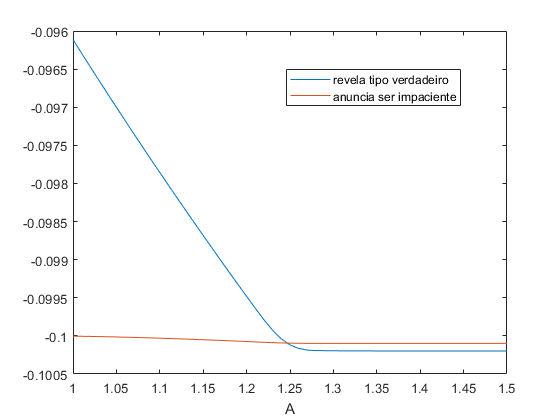 -0.096
-0.0965
-0.097
-0.0975
-0.098
-0.0985
-0.099
-0.0995
-0.1
-0.1005
revela tipo verdadeiro
anuncia ser impaciente
1 1.05 1.1 1.15 1.2 1.25 1.3 1.35 1.4 1.45 1.5
A